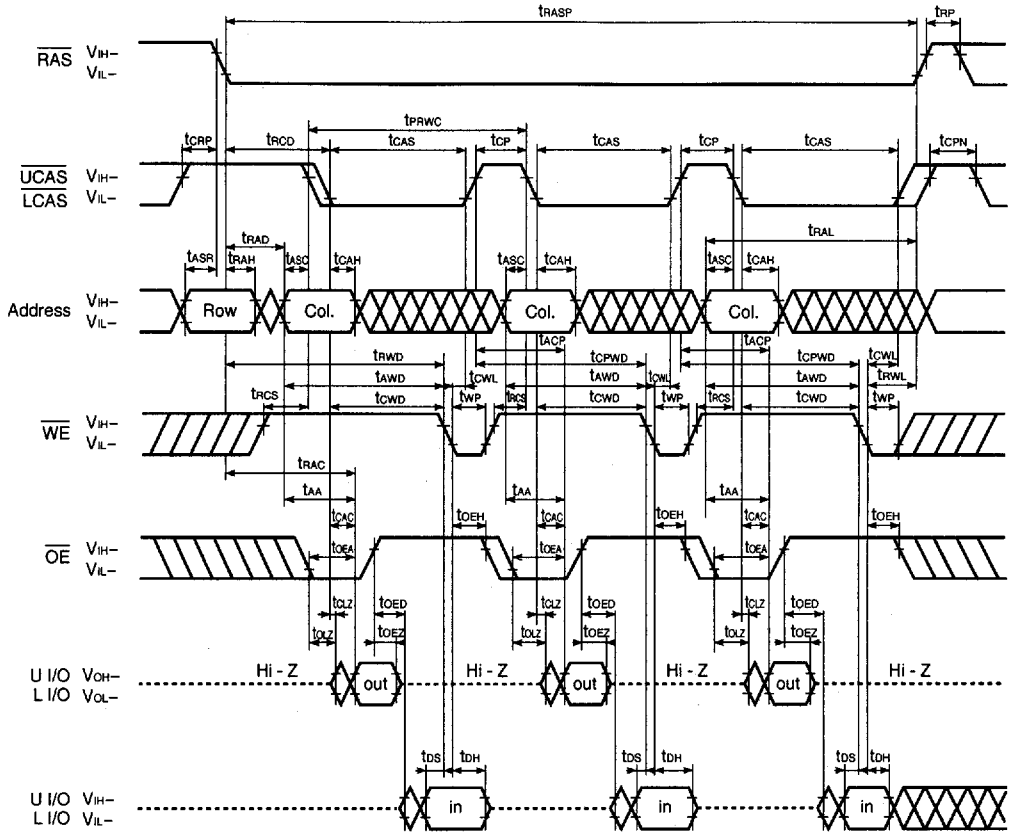 tRASP tRP
RAS VIH–
VIL–
tPRWC
tCRP tRCD tCAS tCP tCAS tCP tCAS tCPN
UCAS VIH–
LCAS VIL–
tRAD tRAL
tASR tRAH tASC tCAH tASC tCAH tASC tCAH
Address VIH–
VIL–
Row Col. Col. Col.
tACP tACP
tRWD tCPWD tCPWD tCWL
tAWD tCWL tAWD tCWL tAWD tRWL
tRCS tCWD tWP tRCS tCWD tWP tRCS tCWD tWP
WE VIH–
VIL–
tRAC
tAA tAA tAA
tCAC tOEH tCAC tOEH tCAC tOEH
OE VIH–
VIL–
tOEA tOEA tOEA
tCLZ tOED tCLZ tOED tCLZ tOED
tOLZ tOEZ tOLZ tOEZ tOLZ tOEZ
Hi - Z Hi - Z Hi - Z Hi - Z
U I/O VOH–
L I/O VOL–
out out out
tDS tDH tDS tDH tDS tDH
U I/O VIH–
L I/O VIL–
in in in